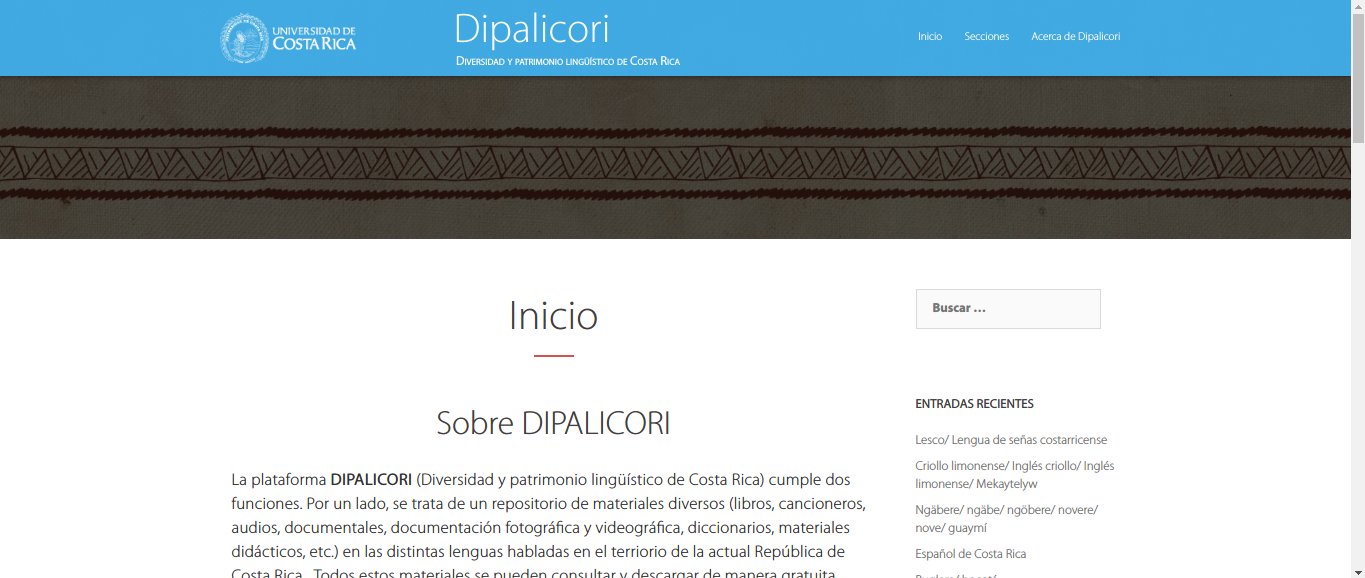 UNIVERSIDAD DE
COSTA RICA
Dipalicori
DIVERSIDAD Y PATRIMONIO LINGÜÍSTICO DE COSTA RICA
Inicio
Secciones
Acerca de Dipalicori
Inicio
Sobre DIPALICORI
La plataforma DIPALICORI (Diversidad y patrimonio lingüístico de Costa Rica) cumple dos
funciones. Por un lado, se trata de un repositorio de materiales diversos (libros, cancioneros,
audios, documentales, documentación fotográfica y videográfica, diccionarios, materiales
didácticos, etc.) en las distintas lenguas habladas en el terriorio de la actual República de
Costa Rica. Todos estos materiales se pueden consultar y descargar de manera gratuita
Buscar …
ENTRADAS RECIENTES
Lesco/ Lengua de señas costarricense
Criollo limonense/ Inglés criollo/ Inglés
limonense/ Mekaytelyw
Ngäbere/ ngäbe/ ngöbere/ novere/
nove/ guaymí
Español de Costa Rica